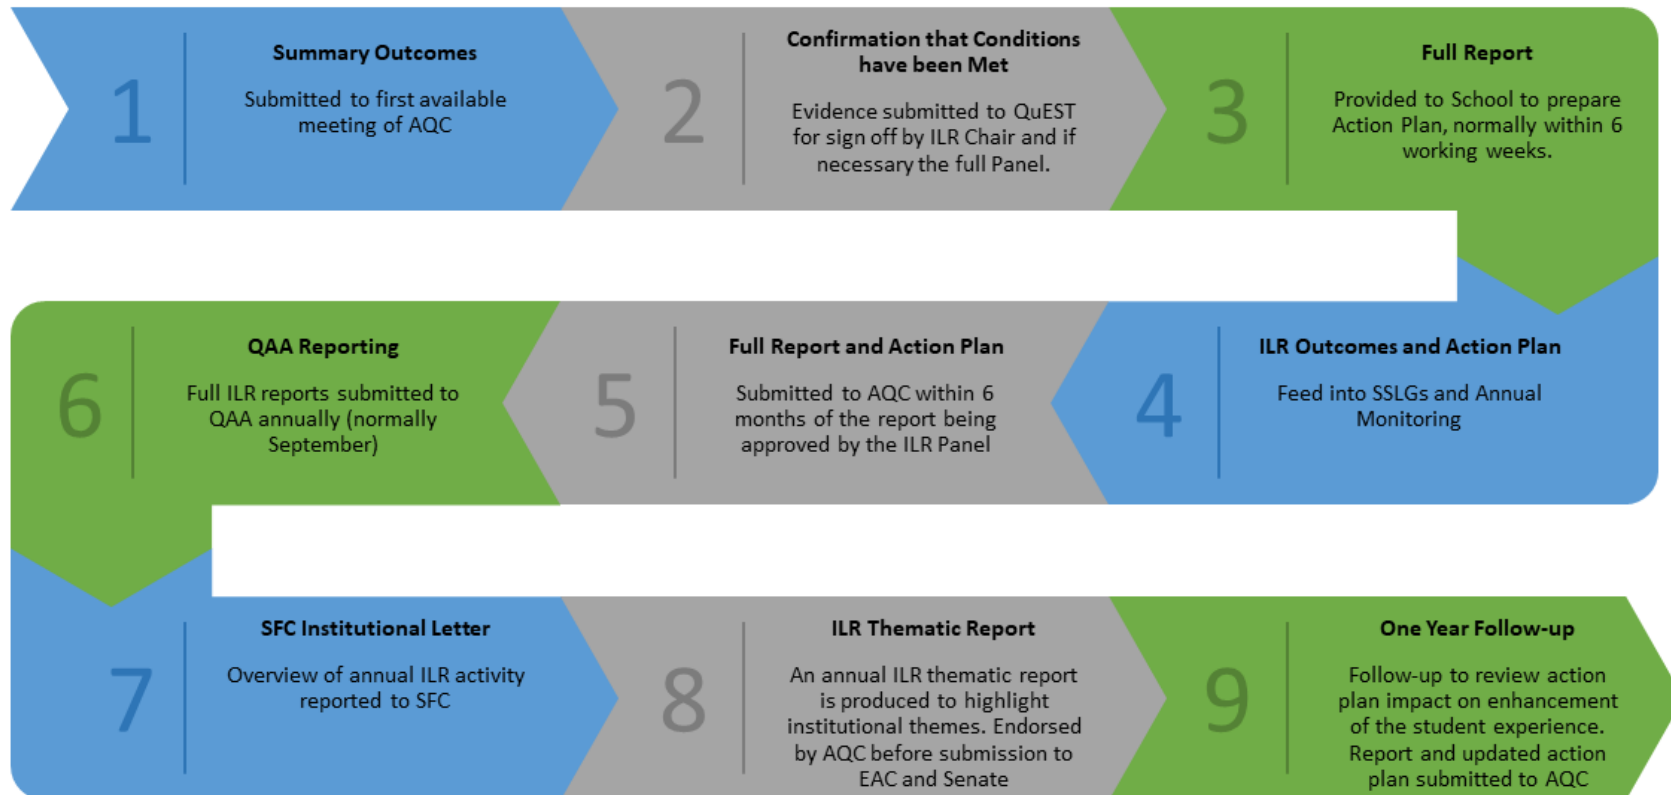 1
Summary Outcomes
Submitted to first available
meeting of AQC
2
Confirmation that Conditions
have been Met
Evidence submitted to QuEST
for sign off by ILR Chair and if
necessary the full Panel.
3
Full Report
Provided to School to prepare
Action Plan, normally within 6
working weeks.
4
ILR Outcomes and Action Plan
Feed into SSLGs and Annual
Monitoring
5
Full Report and Action Plan
Submitted to AQC within 6
months of the report being
approved by the ILR Panel
6
QAA Reporting
Full ILR reports submitted to
QAA annually (normally
September)
7
SFC Institutional Letter
Overview of annual ILR activity
reported to SFC
8
ILR Thematic Report
An annual ILR thematic report
is produced to highlight
institutional themes. Endorsed
by AQC before submission to
EAC and Senate
9
One Year Follow-up
Follow-up to review action
plan impact on enhancement
of the student experience.
Report and updated action
plan submitted to AQC